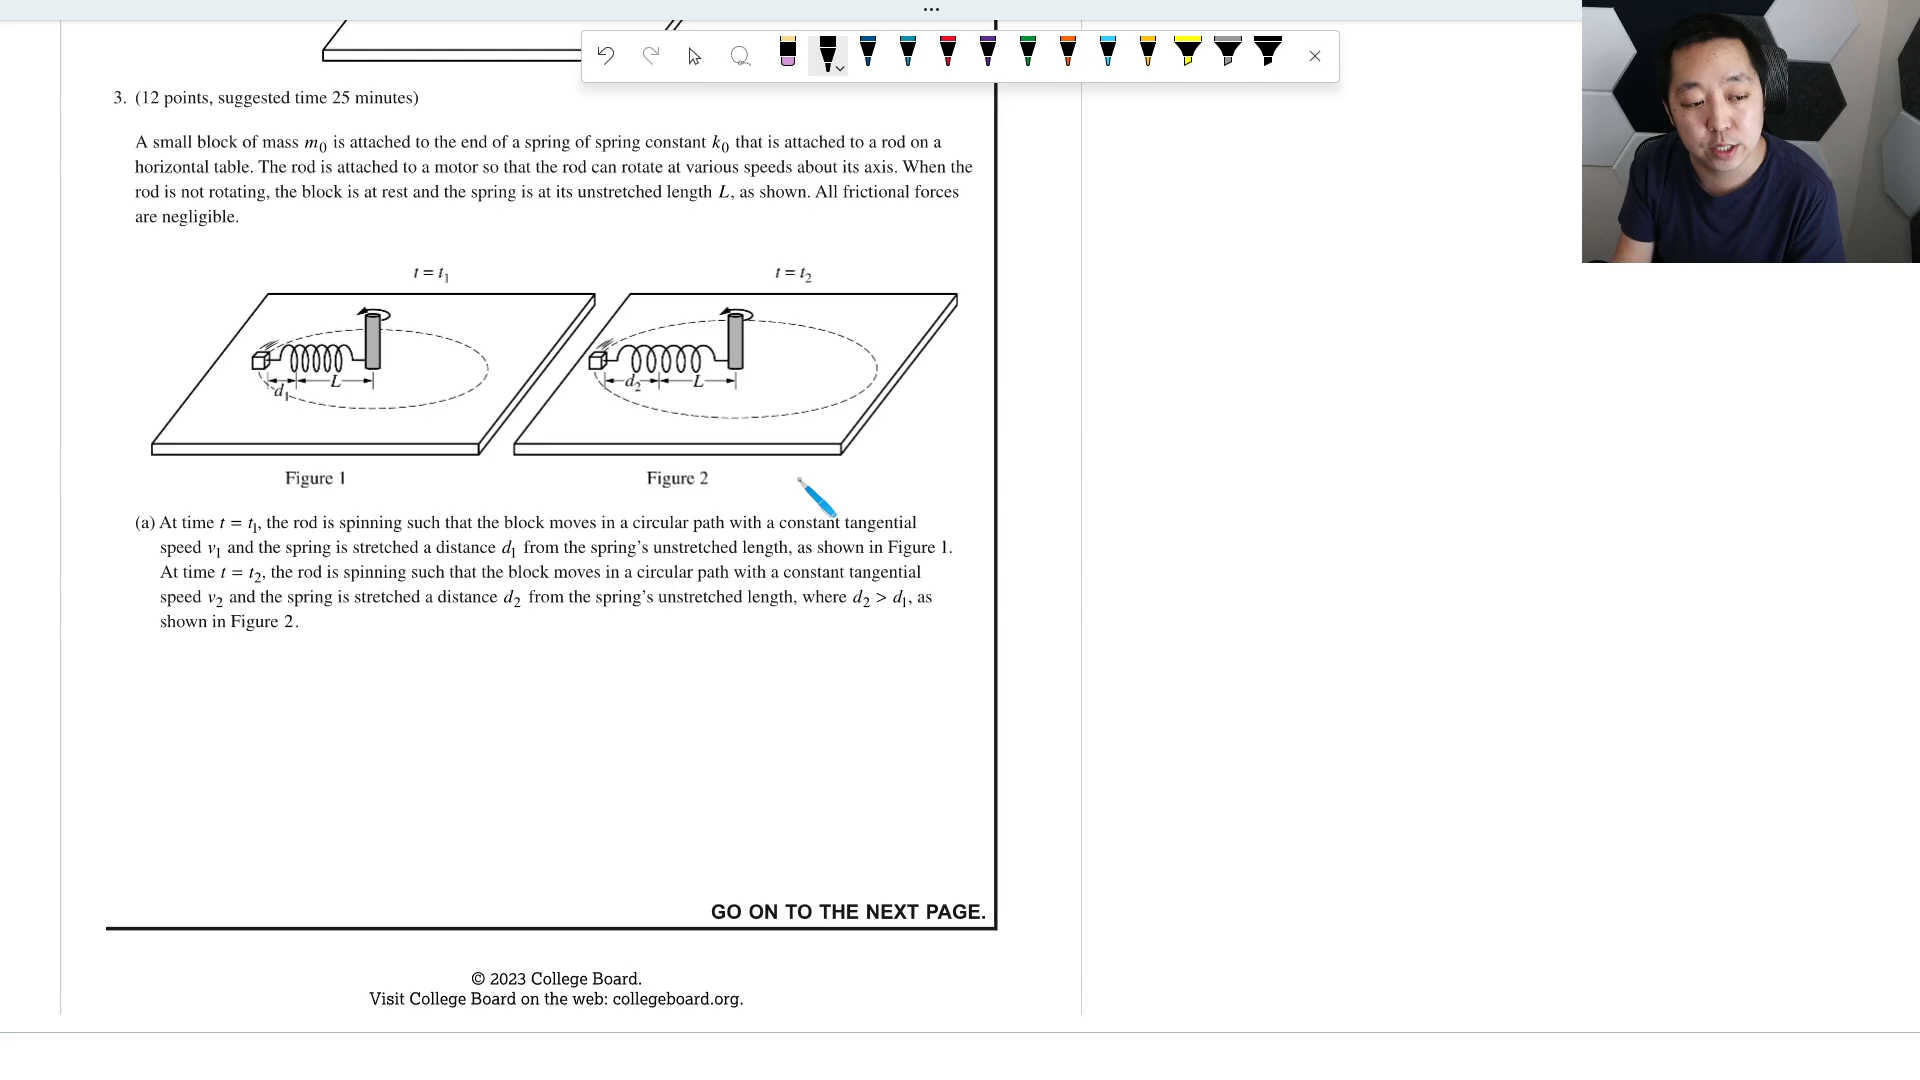 3. (12 points, suggested time 25 minutes)
A small block of mass m₀ is attached to the end of a spring of spring constant k₀ that is attached to a rod on a
horizontal table. The rod is attached to a motor so that the rod can rotate at various speeds about its axis. When the
rod is not rotating, the block is at rest and the spring is at its unstretched length L, as shown. All frictional forces
are negligible.
t = t₁
t = t₂
d₁
L
d₂
L
Figure 1
Figure 2
(a) At time t = t₁, the rod is spinning such that the block moves in a circular path with a constant tangential
speed v₁ and the spring is stretched a distance d₁ from the spring’s unstretched length, as shown in Figure 1.
At time t = t₂, the rod is spinning such that the block moves in a circular path with a constant tangential
speed v₂ and the spring is stretched a distance d₂ from the spring’s unstretched length, where d₂ > d₁, as
shown in Figure 2.
GO ON TO THE NEXT PAGE.
© 2023 College Board.
Visit College Board on the web: collegeboard.org.